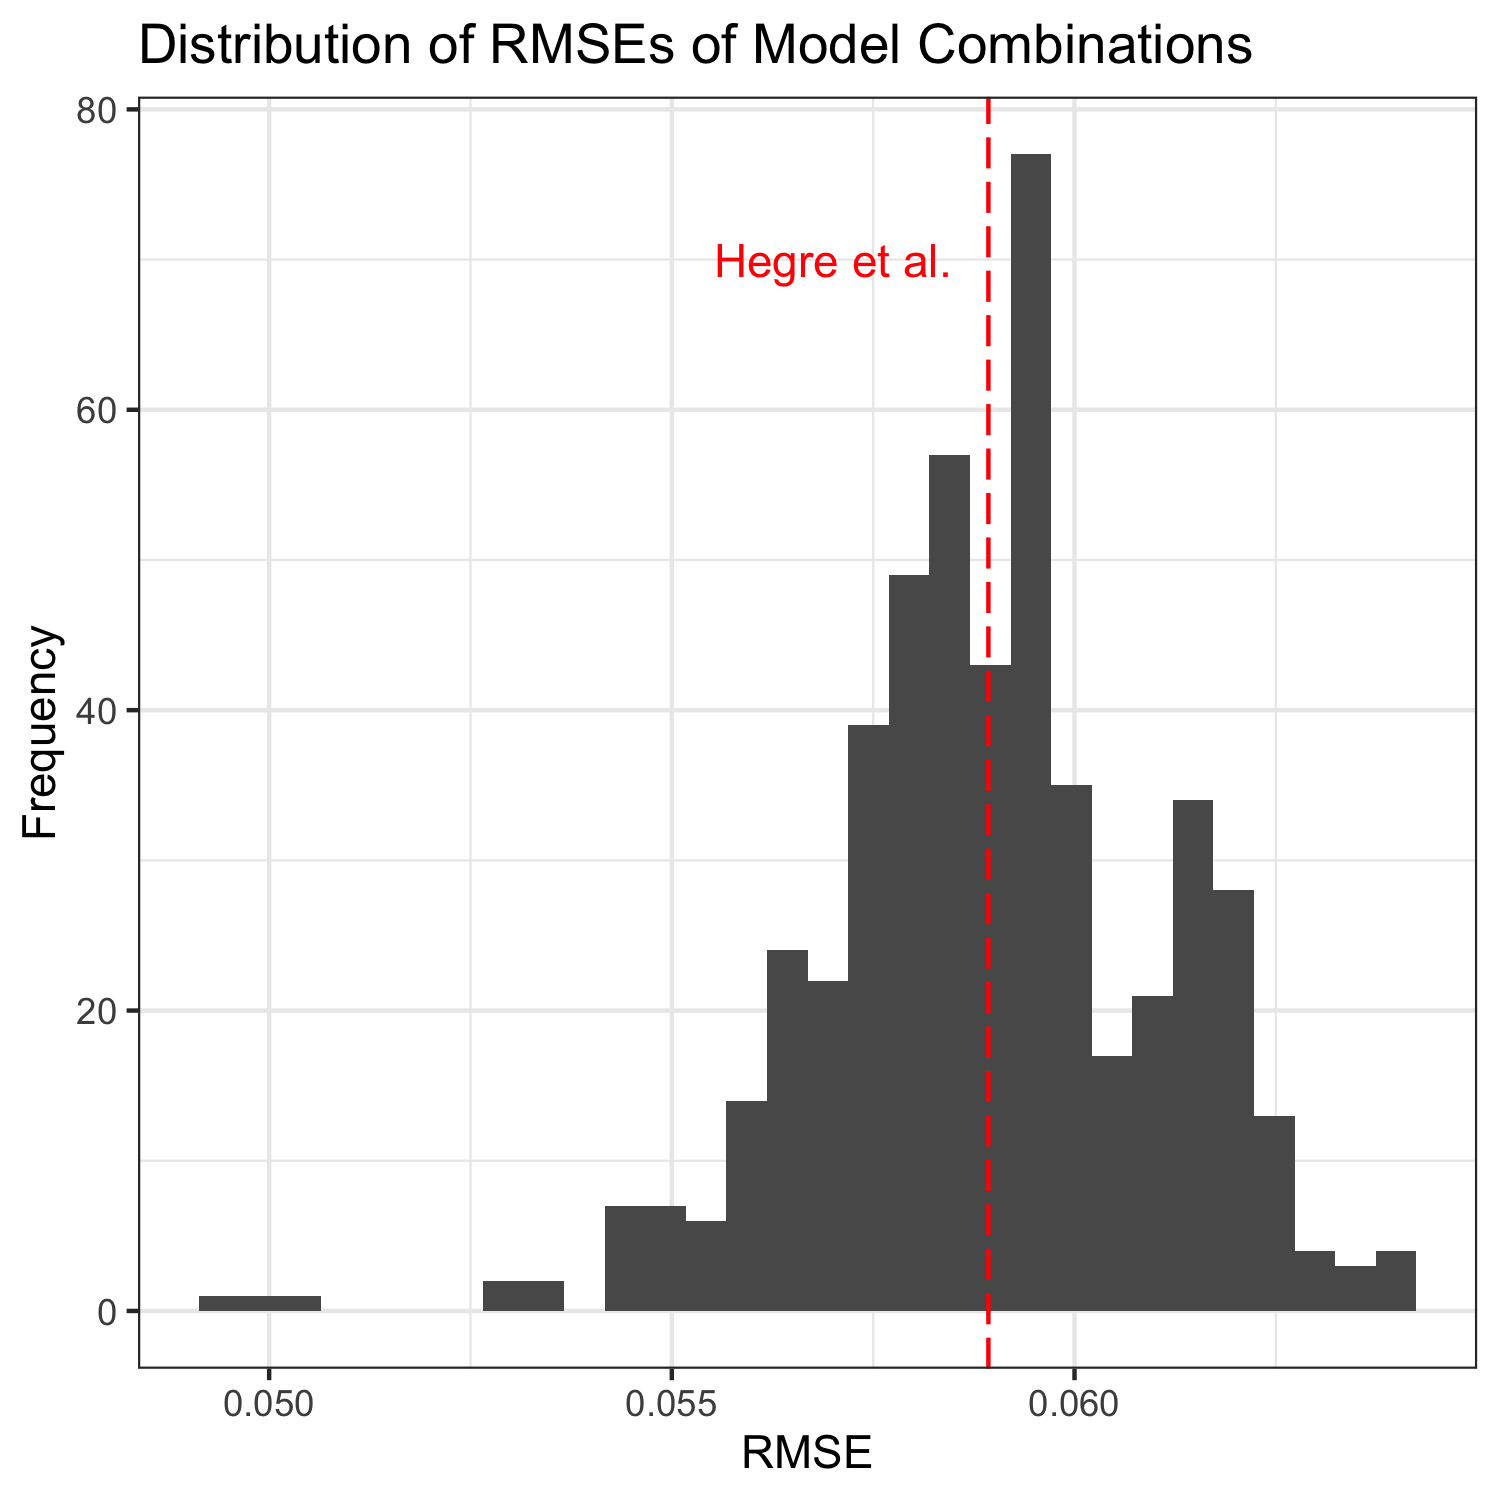 Distribution of RMSEs of Model Combinations
80
60
40
20
0
Frequency
Hegre et al.
0.050
0.055
0.060
RMSE